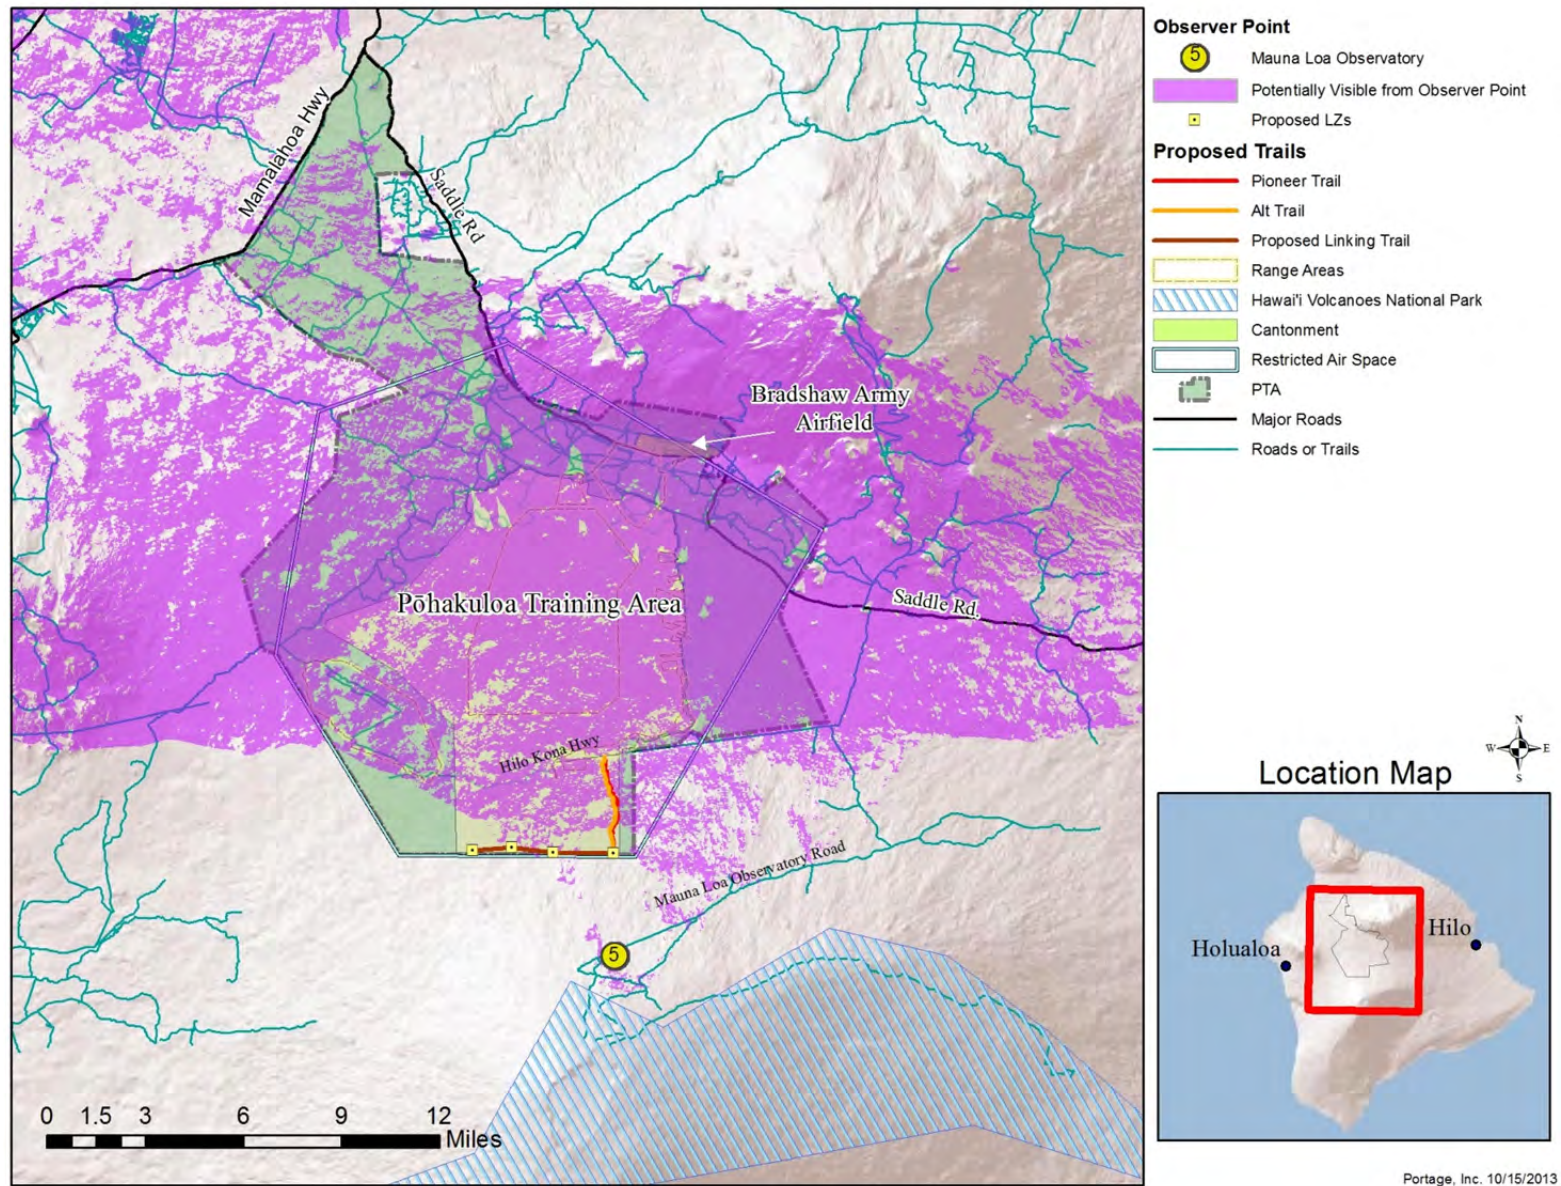 Observer Point
5
Mauna Loa Observatory
Potentially Visible from Observer Point
Proposed LZs
Proposed Trails
Pioneer Trail
Alt Trail
Proposed Linking Trail
Range Areas
Hawai'i Volcanoes National Park
Cantonment
Restricted Air Space
PTA
Major Roads
Roads or Trails
Mamalahoa Hwy
Saddle Rd
Bradshaw Army
Airfield
Pōhakuloa Training Area
Saddle Rd.
Hilo Kona Hwy
Mauna Loa Observatory Road
5
0 1.5 3 6 9 12
Miles
N
W E
S
Location Map
Hilo
Holualoa
Portage, Inc. 10/15/2013